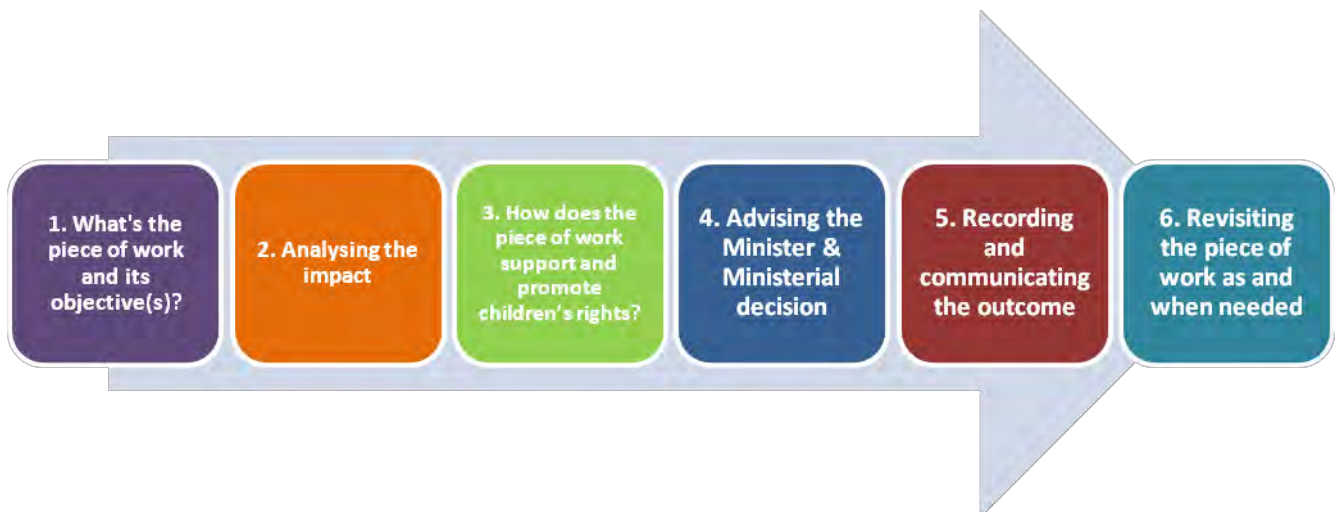 1. What's the
piece of work
and its
objective(s)?
2. Analysing the
impact
3. How does the
piece of work
support and
promote
children’s rights?
4. Advising the
Minister &
Ministerial
decision
5. Recording
and
communicating
the outcome
6. Revisiting
the piece of
work as and
when needed